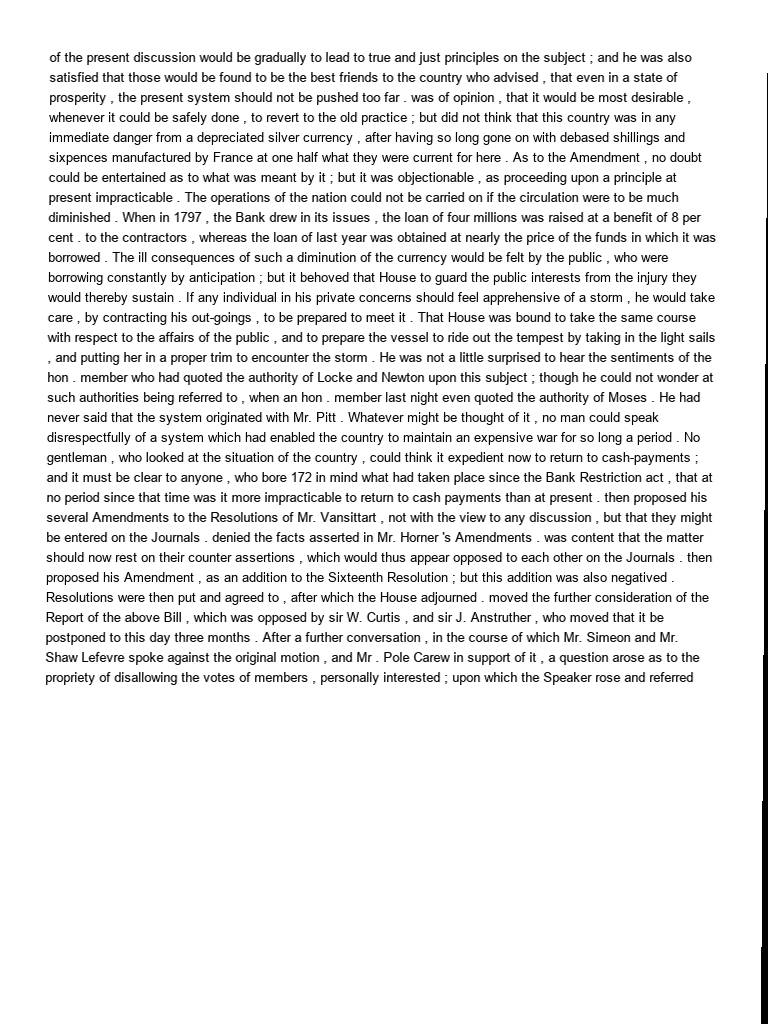 of the present discussion would be gradually to lead to true and just principles on the subject ; and he was also
satisfied that those would be found to be the best friends to the country who advised , that even in a state of
prosperity , the present system should not be pushed too far . was of opinion , that it would be most desirable ,
whenever it could be safely done , to revert to the old practice ; but did not think that this country was in any
immediate danger from a depreciated silver currency , after having so long gone on with debased shillings and
sixpences manufactured by France at one half what they were current for here . As to the Amendment , no doubt
could be entertained as to what was meant by it ; but it was objectionable , as proceeding upon a principle at
present impracticable . The operations of the nation could not be carried on if the circulation were to be much
diminished . When in 1797 , the Bank drew in its issues , the loan of four millions was raised at a benefit of 8 per
cent . to the contractors , whereas the loan of last year was obtained at nearly the price of the funds in which it was
borrowed . The ill consequences of such a diminution of the currency would be felt by the public , who were
borrowing constantly by anticipation ; but it behoved that House to guard the public interests from the injury they
would thereby sustain . If any individual in his private concerns should feel apprehensive of a storm , he would take
care , by contracting his out-goings , to be prepared to meet it . That House was bound to take the same course
with respect to the affairs of the public , and to prepare the vessel to ride out the tempest by taking in the light sails
, and putting her in a proper trim to encounter the storm . He was not a little surprised to hear the sentiments of the
hon . member who had quoted the authority of Locke and Newton upon this subject ; though he could not wonder at
such authorities being referred to , when an hon . member last night even quoted the authority of Moses . He had
never said that the system originated with Mr. Pitt . Whatever might be thought of it , no man could speak
disrespectfully of a system which had enabled the country to maintain an expensive war for so long a period . No
gentleman , who looked at the situation of the country , could think it expedient now to return to cash-payments ;
and it must be clear to anyone , who bore 172 in mind what had taken place since the Bank Restriction act , that at
no period since that time was it more impracticable to return to cash payments than at present . then proposed his
several Amendments to the Resolutions of Mr. Vansittart , not with the view to any discussion , but that they might
be entered on the Journals . denied the facts asserted in Mr. Horner 's Amendments . was content that the matter
should now rest on their counter assertions , which would thus appear opposed to each other on the Journals . then
proposed his Amendment , as an addition to the Sixteenth Resolution ; but this addition was also negatived .
Resolutions were then put and agreed to , after which the House adjourned . moved the further consideration of the
Report of the above Bill , which was opposed by sir W. Curtis , and sir J. Anstruther , who moved that it be
postponed to this day three months . After a further conversation , in the course of which Mr. Simeon and Mr.
Shaw Lefevre spoke against the original motion , and Mr . Pole Carew in support of it , a question arose as to the
propriety of disallowing the votes of members , personally interested ; upon which the Speaker rose and referred